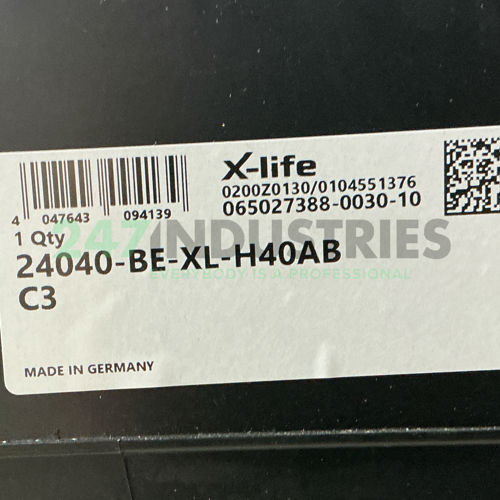 X-life
0200Z0130/0104551376
065027388-0030-10
4 047643 094139
1 Qty
247INDUSTRIES
24040-BE-XL-H40AB
EVERYBODY IS A PROFESSIONAL
C3
MADE IN GERMANY